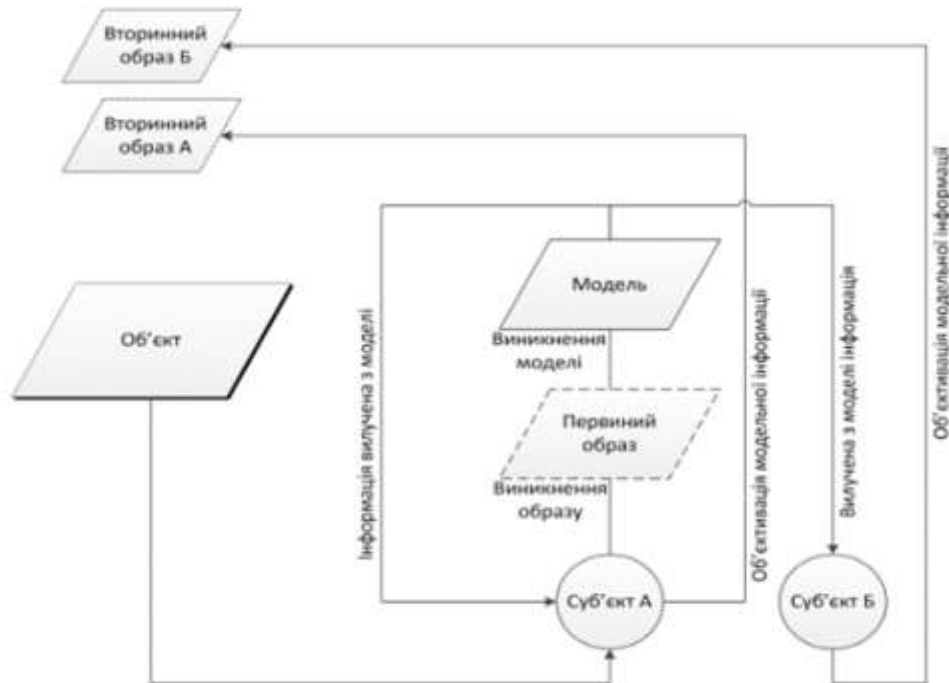 Вторинний
образ Б
Вторинний
образ А
Об’єкт
Модель
Виникнення
моделі
Первиний
образ
Виникнення
образу
Суб’єкт А
Суб’єкт Б
Інформація вилучена з моделі
Об’єктивація модельної інформації
Вилучена з моделі інформація
Об’єктивація модельної інформації